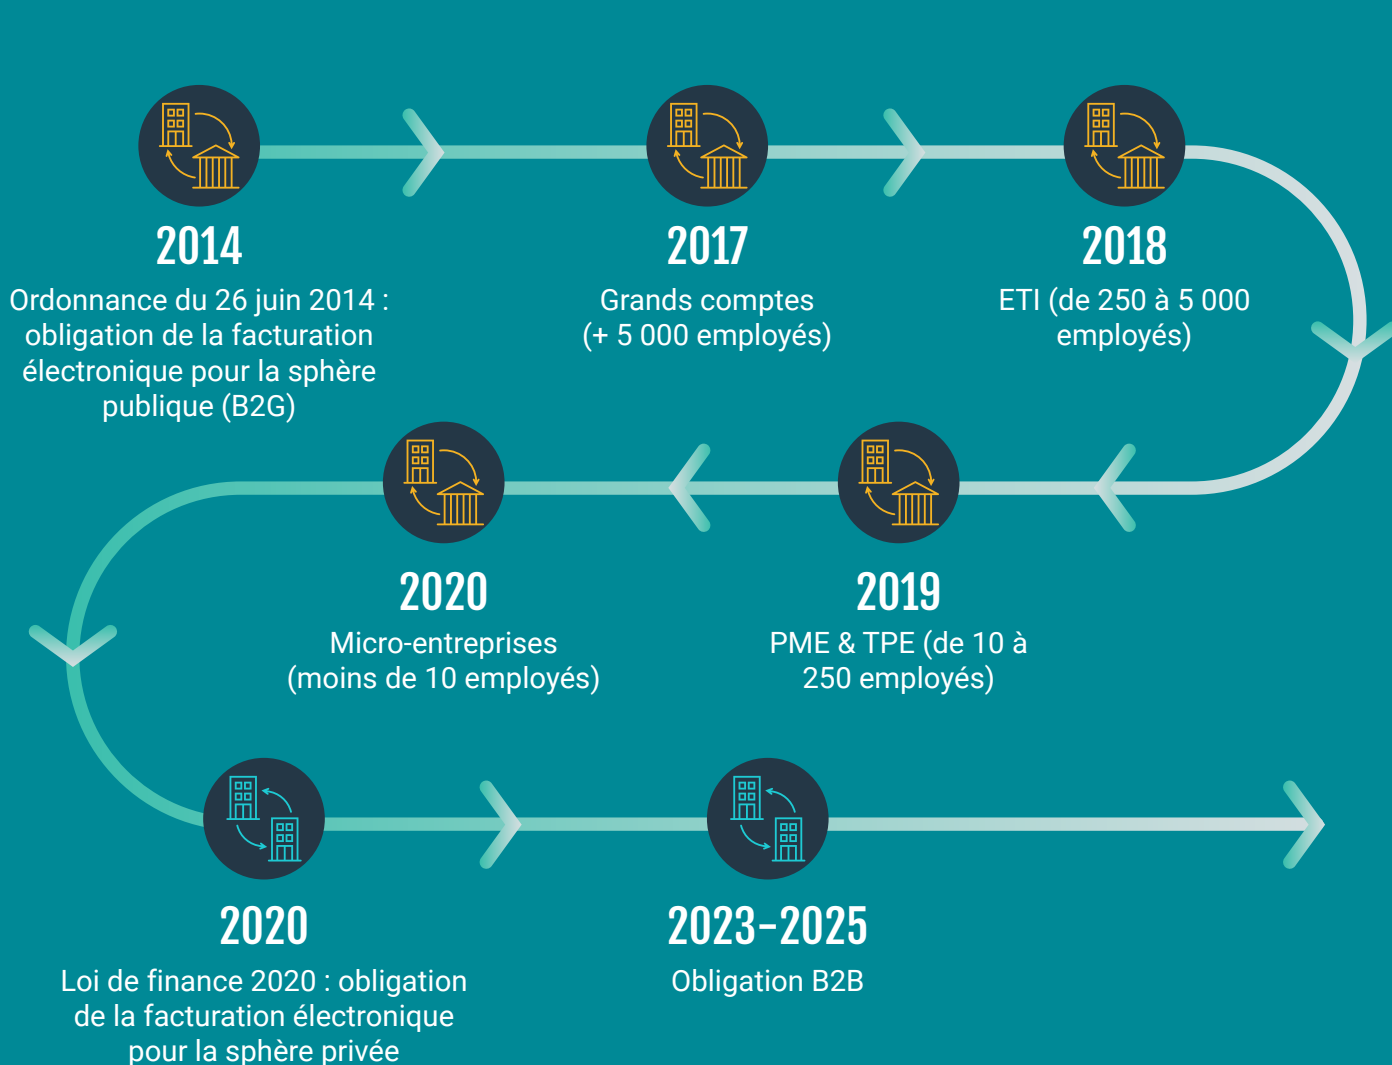 2014
Ordonnance du 26 juin 2014 :
obligation de la facturation
électronique pour la sphère
publique (B2G)
2017
Grands comptes
(+ 5 000 employés)
2018
ETI (de 250 à 5 000
employés)
2019
PME & TPE (de 10 à
250 employés)
2020
Micro-entreprises
(moins de 10 employés)
2020
Loi de finance 2020 : obligation
de la facturation électronique
pour la sphère privée
2023-2025
Obligation B2B